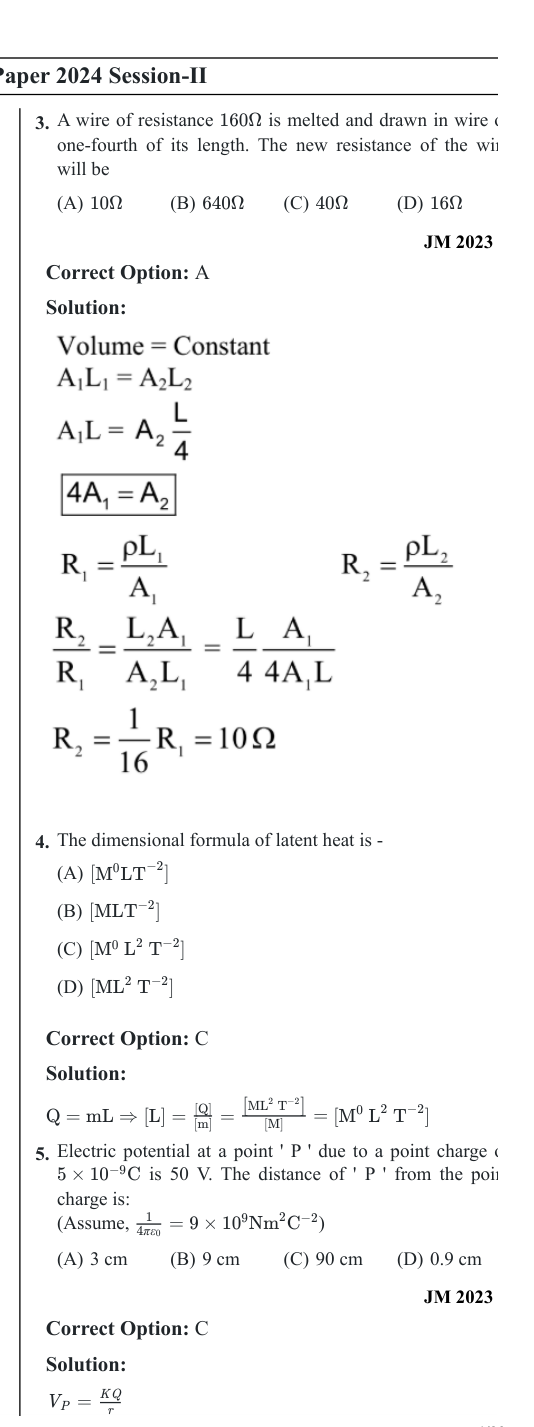 Paper 2024 Session-II
3. A wire of resistance 160Ω is melted and drawn in wire
one-fourth of its length. The new resistance of the
will be
(A) 10Ω (B) 640Ω (C) 40Ω (D) 16Ω
JM 2023
Correct Option: A
Solution:
Volume = Constant
A₁L₁ = A₂L₂
A₁L = A₂ L/4
4A₁ = A₂
R₁ = ρL₁/A₁ R₂ = ρL₂/A₂
R₂/R₁ = L₂A₁/A₂L₁ = L/4 A₁/4A₁L
R₂ = 1/16 R₁ = 10 Ω
4. The dimensional formula of latent heat is -
(A) [M⁰LT⁻²]
(B) [MLT⁻²]
(C) [M⁰ L² T⁻²]
(D) [ML² T⁻²]
Correct Option: C
Solution:
Q = mL ⇒ [L] = [Q]/[m] = [ML² T⁻²]/[M] = [M⁰ L² T⁻²]
5. Electric potential at a point ' P ' due to a point charge
5 × 10⁻⁹C is 50 V. The distance of ' P ' from the
charge is:
(Assume, 1/4πε₀ = 9 × 10⁹Nm²C⁻²)
(A) 3 cm (B) 9 cm (C) 90 cm (D) 0.9 cm
JM 2023
Correct Option: C
Solution:
V_P = KQ/r